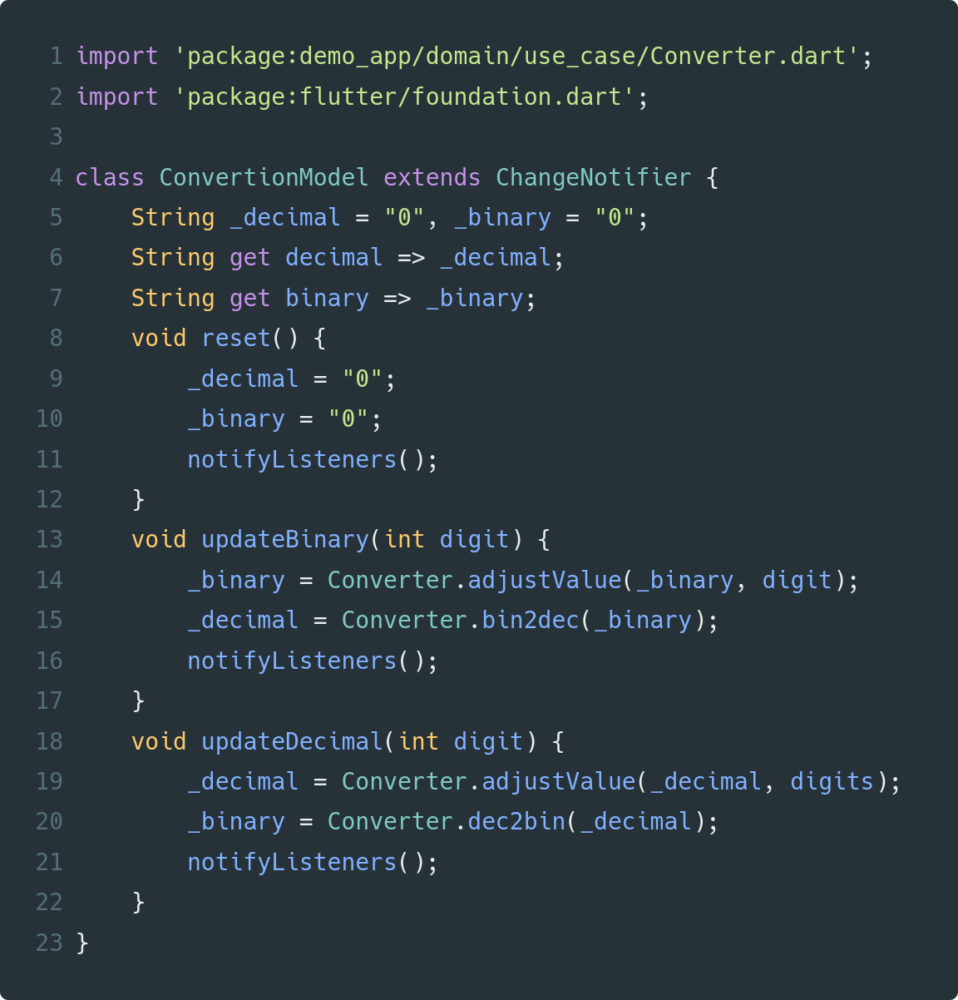 1 import 'package:demo_app/domain/use_case/Converter.dart';
2 import 'package:flutter/foundation.dart';
3
4 class ConvertionModel extends ChangeNotifier {
5     String _decimal = "0", _binary = "0";
6     String get decimal => _decimal;
7     String get binary => _binary;
8     void reset() {
9         _decimal = "0";
10         _binary = "0";
11         notifyListeners();
12     }
13     void updateBinary(int digit) {
14         _binary = Converter.adjustValue(_binary, digit);
15         _decimal = Converter.bin2dec(_binary);
16         notifyListeners();
17     }
18     void updateDecimal(int digit) {
19         _decimal = Converter.adjustValue(_decimal, digits);
20         _binary = Converter.dec2bin(_decimal);
21         notifyListeners();
22     }
23 }